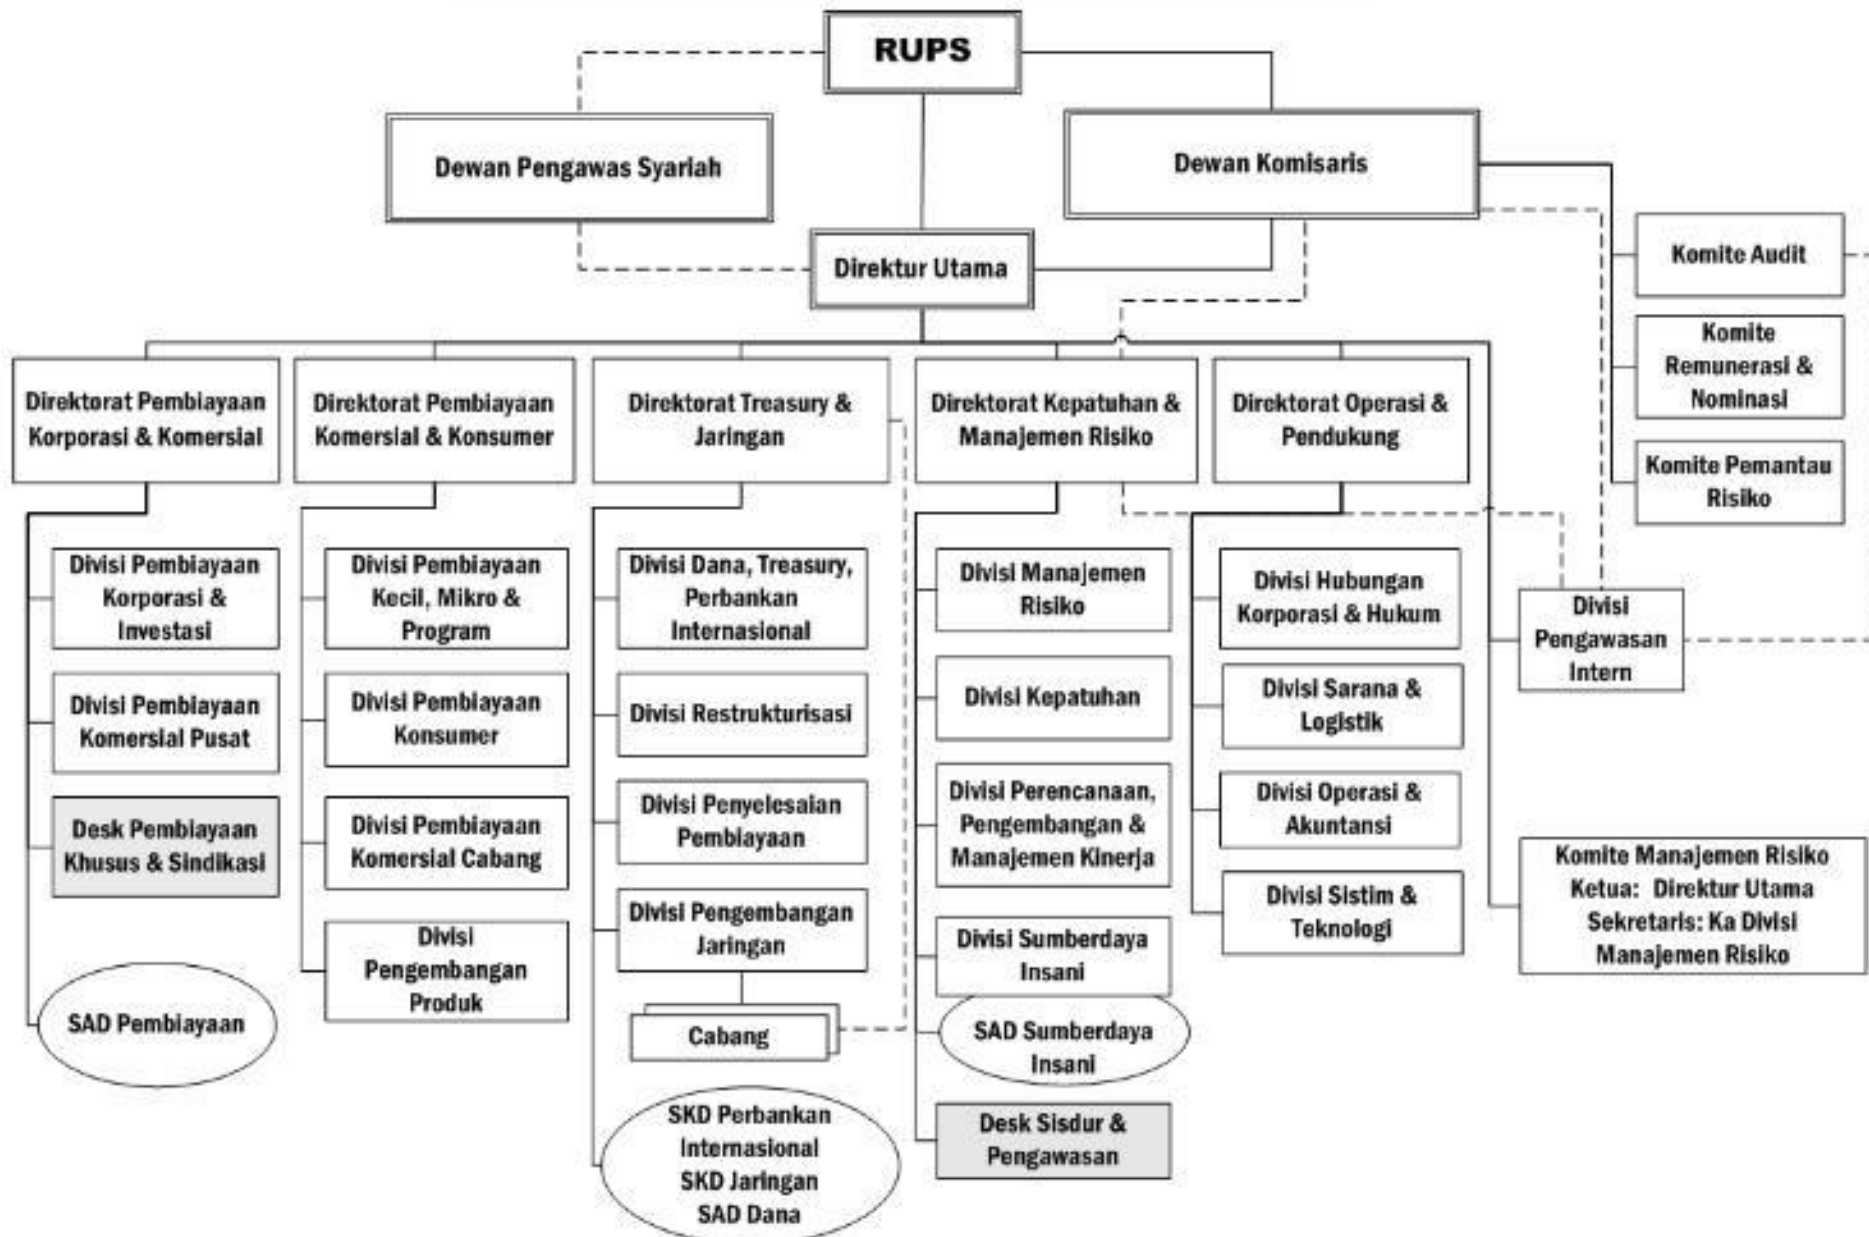 RUPS
Dewan Pengawas Syariah
Dewan Komisaris
Direktur Utama
Komite Audit
Komite
Remunerasi &
Nominasi
Komite Pemantau
Risiko
Direktorat Pembiayaan
Korporasi & Komersial
Direktorat Pembiayaan
Komersial & Konsumer
Direktorat Treasury &
Jaringan
Direktorat Kepatuhan &
Manajemen Risiko
Direktorat Operasi &
Pendukung
Divisi Pembiayaan
Korporasi &
Investasi
Divisi Pembiayaan
Komersial Pusat
Desk Pembiayaan
Khusus & Sindikasi
SAD Pembiayaan
Divisi Pembiayaan
Kecil, Mikro &
Program
Divisi Pembiayaan
Konsumer
Divisi Pembiayaan
Komersial Cabang
Divisi
Pengembangan
Produk
Divisi Dana, Treasury,
Perbankan
Internasional
Divisi Restrukturisasi
Divisi Penyelesaian
Pembiayaan
Divisi Pengembangan
Jaringan
Cabang
SKD Perbankan
Internasional
SKD Jaringan
SAD Dana
Divisi Manajemen
Risiko
Divisi Kepatuhan
Divisi Perencanaan,
Pengembangan &
Manajemen Kinerja
Divisi Sumberdaya
Insani
SAD Sumberdaya
Insani
Desk Sisdur &
Pengawasan
Divisi Hubungan
Korporasi & Hukum
Divisi Sarana &
Logistik
Divisi Operasi &
Akuntansi
Divisi Sistim &
Teknologi
Divisi
Pengawasan
Intern
Komite Manajemen Risiko
Ketua: Direktur Utama
Sekretaris: Ka Divisi
Manajemen Risiko